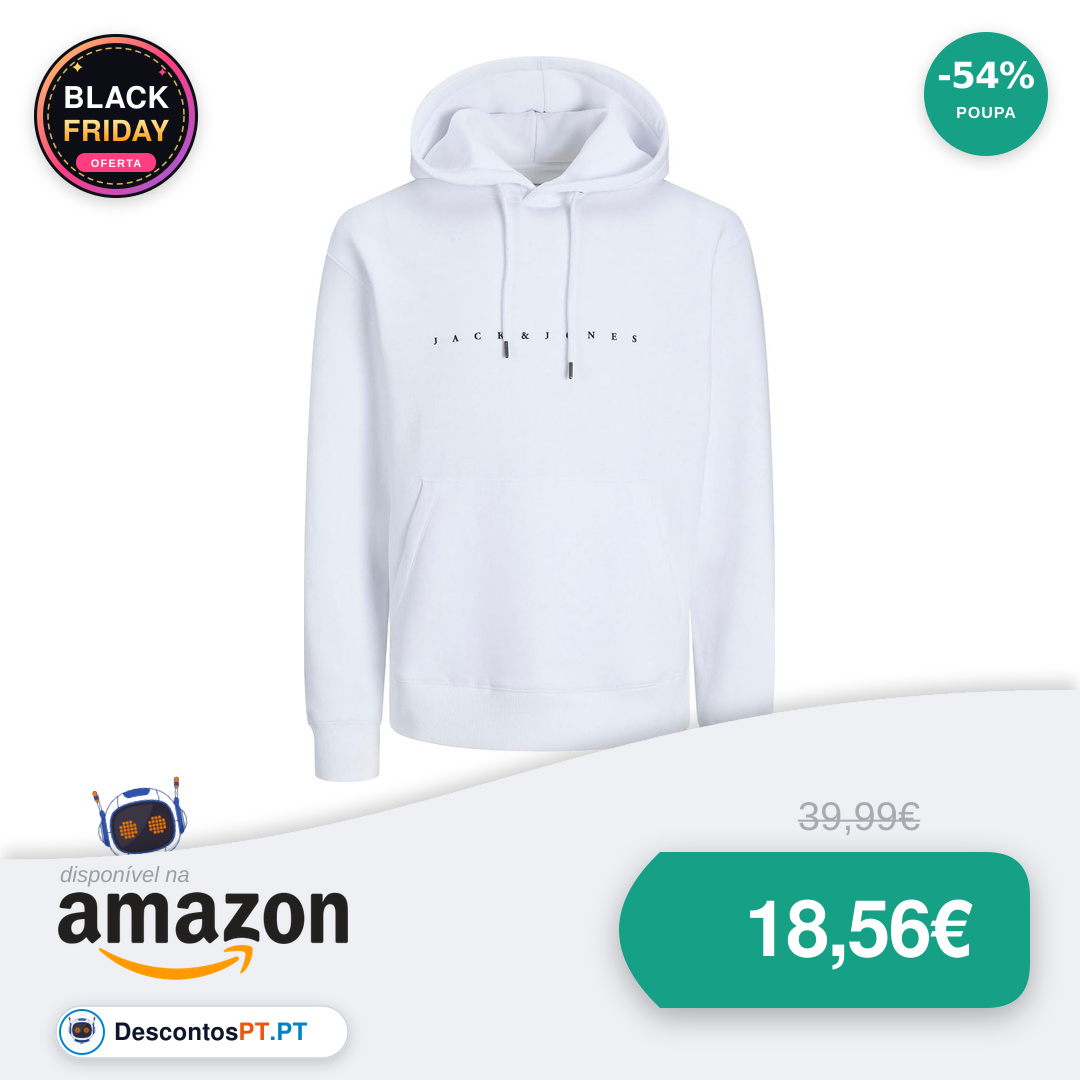 BLACK
FRIDAY
OFERTA
-54%
POUPA
JACK & JONES
39,99€
disponível na
amazon
18,56€
DescontosPT.PT